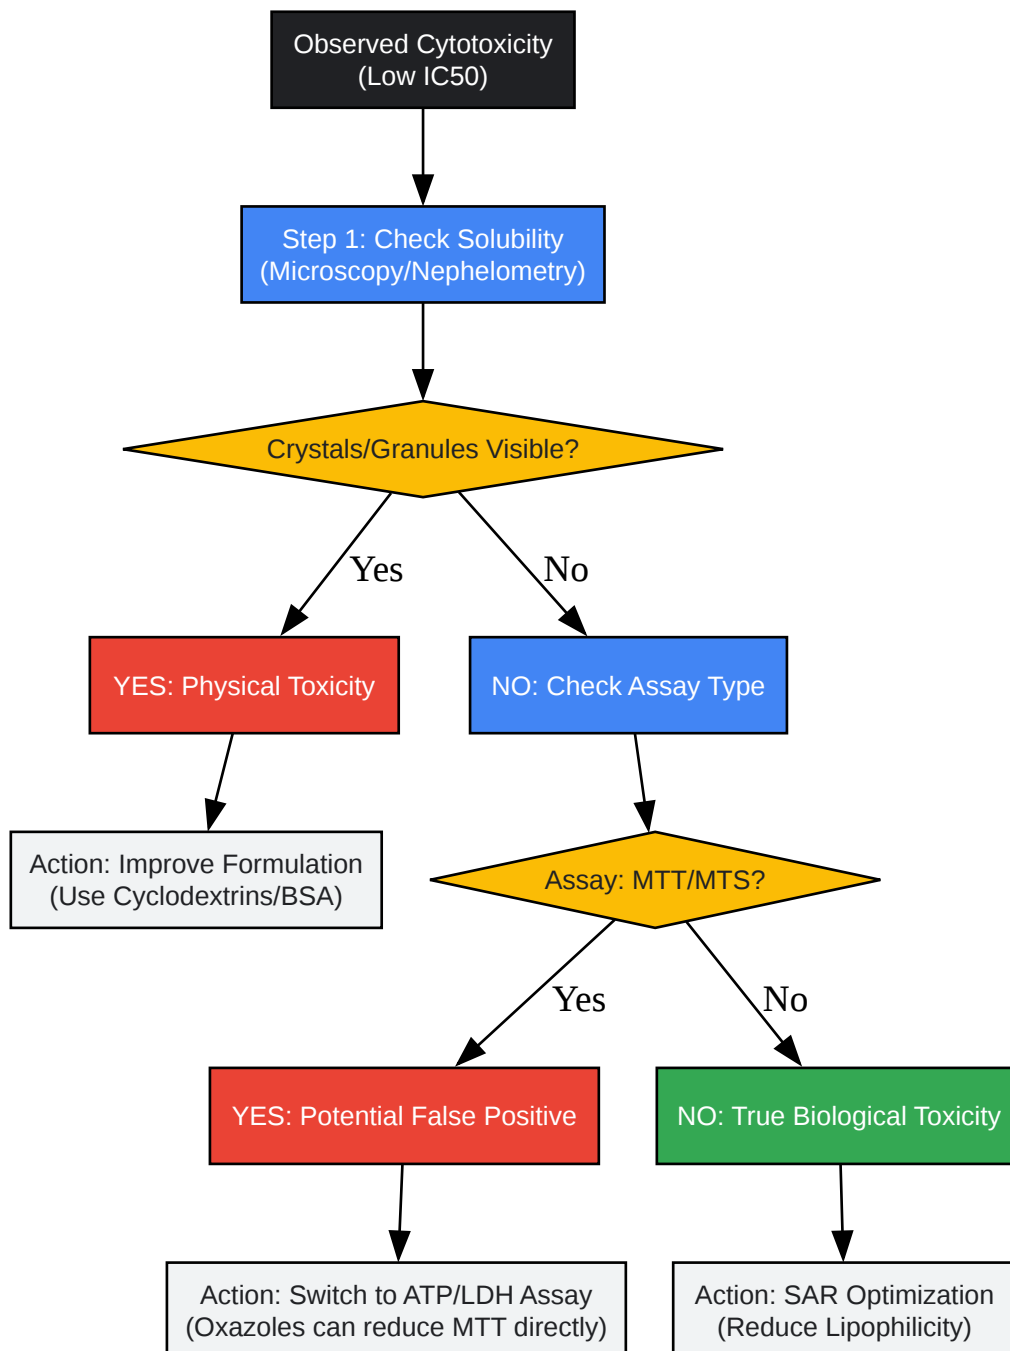 Observed Cytotoxicity
(Low IC50)
Step 1: Check Solubility
(Microscopy/Nephelometry)
Crystals/Granules Visible?
Yes
No
YES: Physical Toxicity
NO: Check Assay Type
Action: Improve Formulation
(Use Cyclodextrins/BSA)
Assay: MTT/MTS?
Yes
No
YES: Potential False Positive
NO: True Biological Toxicity
Action: Switch to ATP/LDH Assay
(Oxazoles can reduce MTT directly)
Action: SAR Optimization
(Reduce Lipophilicity)